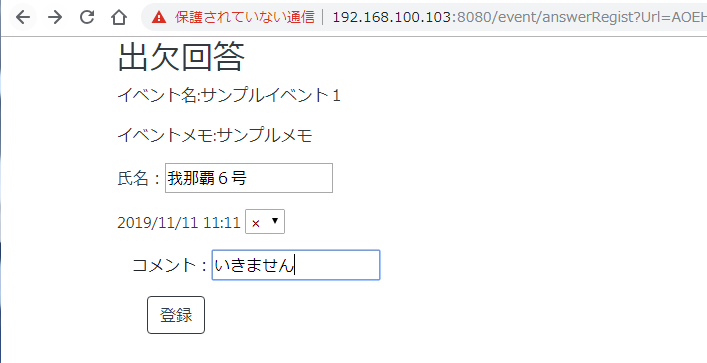 保護されていない通信 | 192.168.100.103:8080/event/answerRegist?Url=AOEH
出欠回答
イベント名:サンプルイベント１
イベントメモ:サンプルメモ
氏名：我那覇６号
2019/11/11 11:11 × ▼
コメント：いきません
登録